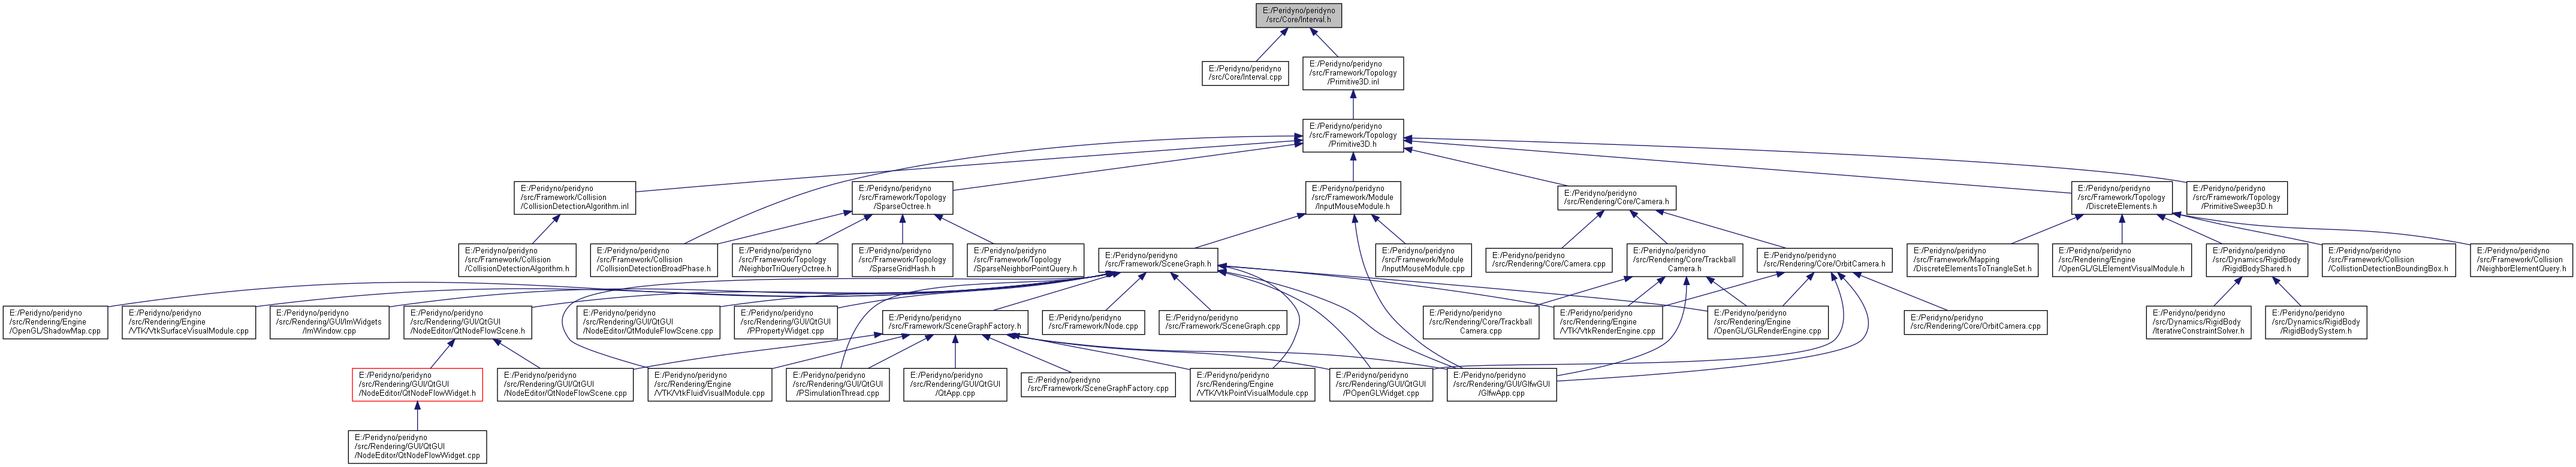 E:/Peridyno/peridyno
/src/Core/Interval.h
E:/Peridyno/peridyno
/src/Core/Interval.cpp
E:/Peridyno/peridyno
/src/Framework/Topology
/Primitive3D.inl
E:/Peridyno/peridyno
/src/Framework/Topology
/Primitive3D.h
E:/Peridyno/peridyno
/src/Framework/Collision
/CollisionDetectionAlgorithm.inl
E:/Peridyno/peridyno
/src/Framework/Topology
/SparseOctree.h
E:/Peridyno/peridyno
/src/Framework/Module
/InputMouseModule.h
E:/Peridyno/peridyno
/src/Rendering/Core/Camera.h
E:/Peridyno/peridyno
/src/Framework/Topology
/DiscreteElements.h
E:/Peridyno/peridyno
/src/Framework/Topology
/PrimitiveSweep3D.h
E:/Peridyno/peridyno
/src/Framework/Collision
/CollisionDetectionAlgorithm.h
E:/Peridyno/peridyno
/src/Framework/Collision
/CollisionDetectionBroadPhase.h
E:/Peridyno/peridyno
/src/Framework/Topology
/NeighborTriQueryOctree.h
E:/Peridyno/peridyno
/src/Framework/Topology
/SparseGridHash.h
E:/Peridyno/peridyno
/src/Framework/Topology
/SparseNeighborPointQuery.h
E:/Peridyno/peridyno
/src/Framework/SceneGraph.h
E:/Peridyno/peridyno
/src/Framework/Module
/InputMouseModule.cpp
E:/Peridyno/peridyno
/src/Rendering/Core/Camera.cpp
E:/Peridyno/peridyno
/src/Rendering/Core/Trackball
Camera.h
E:/Peridyno/peridyno
/src/Rendering/Core/OrbitCamera.h
E:/Peridyno/peridyno
/src/Framework/Mapping
/DiscreteElementsToTriangleSet.h
E:/Peridyno/peridyno
/src/Rendering/Engine
/OpenGL/GLElementVisualModule.h
E:/Peridyno/peridyno
/src/Dynamics/RigidBody
/RigidBodyShared.h
E:/Peridyno/peridyno
/src/Framework/Collision
/CollistionDetectionBoundingBox.h
E:/Peridyno/peridyno
/src/Framework/Collision
/NeighborElementQuery.h
E:/Peridyno/peridyno
/src/Rendering/Engine
/OpenGL/ShadowMap.cpp
E:/Peridyno/peridyno
/src/Rendering/Engine
/VTK/VtkSurfaceVisualModule.cpp
E:/Peridyno/peridyno
/src/Rendering/GUI/ImWidgets
/ImWindow.cpp
E:/Peridyno/peridyno
/src/Rendering/GUI/QtGUI
/NodeEditor/QtNodeFlowScene.h
E:/Peridyno/peridyno
/src/Rendering/GUI/QtGUI
/NodeEditor/QtModuleFlowScene.cpp
E:/Peridyno/peridyno
/src/Rendering/GUI/QtGUI
/PPropertyWidget.cpp
E:/Peridyno/peridyno
/src/Framework/SceneGraphFactory.h
E:/Peridyno/peridyno
/src/Framework/Node.cpp
E:/Peridyno/peridyno
/src/Framework/SceneGraph.cpp
E:/Peridyno/peridyno
/src/Rendering/Core/Trackball
Camera.cpp
E:/Peridyno/peridyno
/src/Rendering/Engine
/VTK/VtkRenderEngine.cpp
E:/Peridyno/peridyno
/src/Rendering/Engine
/OpenGL/GLRenderEngine.cpp
E:/Peridyno/peridyno
/src/Rendering/Core/OrbitCamera.cpp
E:/Peridyno/peridyno
/src/Dynamics/RigidBody
/IterativeConstraintSolver.h
E:/Peridyno/peridyno
/src/Dynamics/RigidBody
/RigidBodySystem.h
E:/Peridyno/peridyno
/src/Rendering/GUI/QtGUI
/NodeEditor/QtNodeFlowWidget.h
E:/Peridyno/peridyno
/src/Rendering/GUI/QtGUI
/NodeEditor/QtNodeFlowScene.cpp
E:/Peridyno/peridyno
/src/Rendering/Engine
/VTK/VtkFluidVisualModule.cpp
E:/Peridyno/peridyno
/src/Rendering/GUI/QtGUI
/PSimulationThread.cpp
E:/Peridyno/peridyno
/src/Rendering/GUI/QtGUI
/QtApp.cpp
E:/Peridyno/peridyno
/src/Framework/SceneGraphFactory.cpp
E:/Peridyno/peridyno
/src/Rendering/Engine
/VTK/VtkPointVisualModule.cpp
E:/Peridyno/peridyno
/src/Rendering/GUI/QtGUI
/POpenGLWidget.cpp
E:/Peridyno/peridyno
/src/Rendering/GUI/GlfwGUI
/GlfwApp.cpp
E:/Peridyno/peridyno
/src/Rendering/GUI/QtGUI
/NodeEditor/QtNodeFlowWidget.cpp